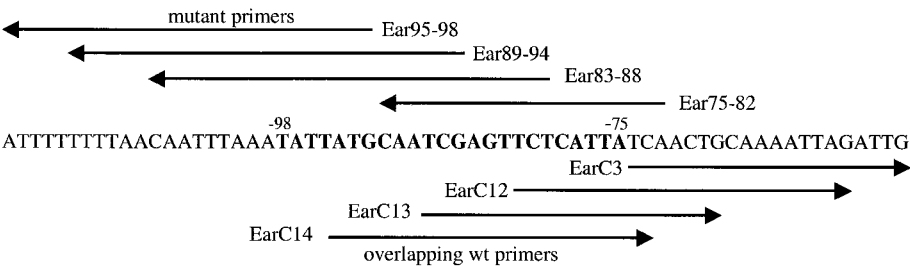 mutant primers
Ear95-98
Ear89-94
Ear83-88
Ear75-82
-98
-75
ATTTTTTTTAACAATTTAAATATTATGCAATCGAGTTCTCATTATCAACTGCAAAATTAGATTG
EarC3
EarC12
EarC13
EarC14
overlapping wt primers